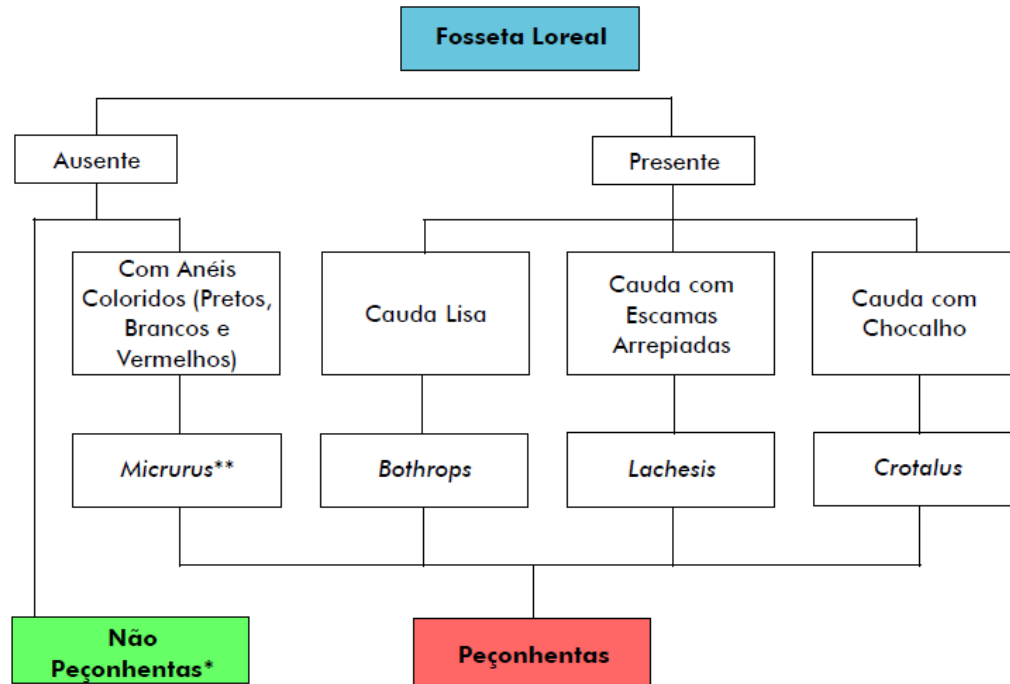 Fosseta Loreal
Ausente
Presente
Com Anéis
Coloridos (Pretos,
Brancos e
Vermelhos)
Cauda Lisa
Cauda com
Escamas
Arrepiadas
Cauda com
Chocalho
Micrurus**
Bothrops
Lachesis
Crotalus
Não
Peçonhentas*
Peçonhentas